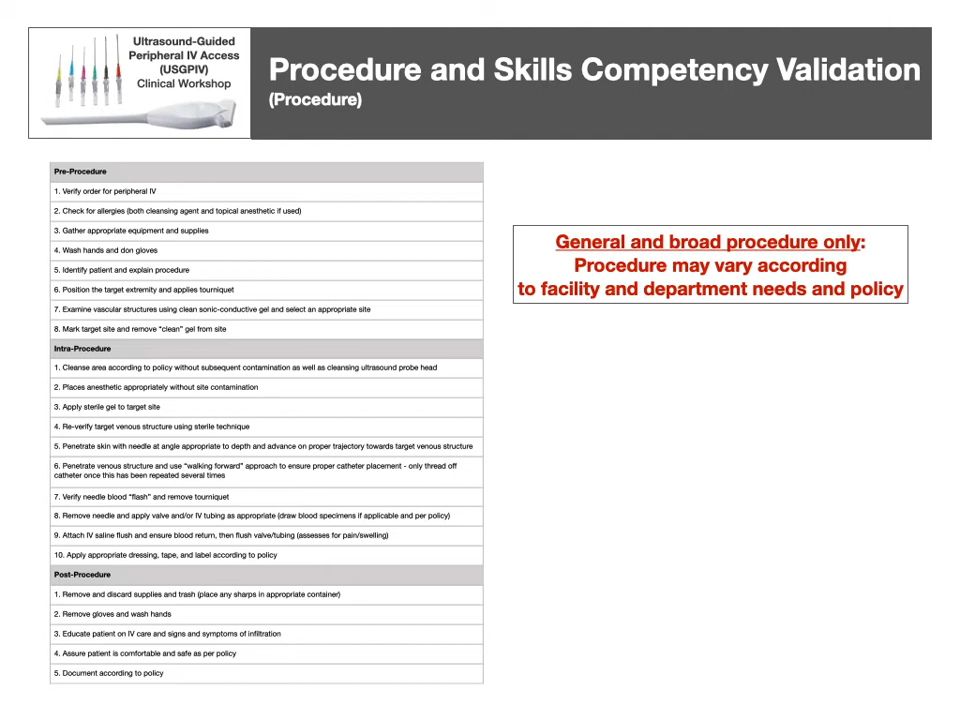 Ultrasound-Guided
Peripheral IV Access
(USGPIV)
Clinical Workshop
Procedure and Skills Competency Validation
(Procedure)
Pre-Procedure
1. Verify order for peripheral IV
2. Check for allergies (both cleansing agent and topical anesthetic if used)
3. Gather appropriate equipment and supplies
4. Wash hands and don gloves
5. Identify patient and explain procedure
6. Position the target extremity and applies tourniquet
7. Examine vascular structures using clean sonic-conductive gel and select an appropriate site
8. Mark target site and remove “clean” gel from site
Intra-Procedure
1. Cleanse area according to policy without subsequent contamination as well as cleansing ultrasound probe head
2. Places anesthetic appropriately without site contamination
3. Apply sterile gel to target site
4. Re-verify target venous structure using sterile technique
5. Penetrate skin with needle at angle appropriate to depth and advance on proper trajectory towards target venous structure
6. Penetrate venous structure and use “walking forward” approach to ensure proper catheter placement - only thread off
catheter once this has been repeated several times
7. Verify needle blood “flash” and remove tourniquet
8. Remove needle and apply valve and/or IV tubing as appropriate (draw blood specimens if applicable and per policy)
9. Attach IV saline flush and ensure blood return, then flush valve/tubing (assesses for pain/swelling)
10. Apply appropriate dressing, tape, and label according to policy
Post-Procedure
1. Remove and discard supplies and trash (place any sharps in appropriate container)
2. Remove gloves and wash hands
3. Educate patient on IV care and signs and symptoms of infiltration
4. Assure patient is comfortable and safe as per policy
5. Document according to policy
General and broad procedure only:
Procedure may vary according
to facility and department needs and policy